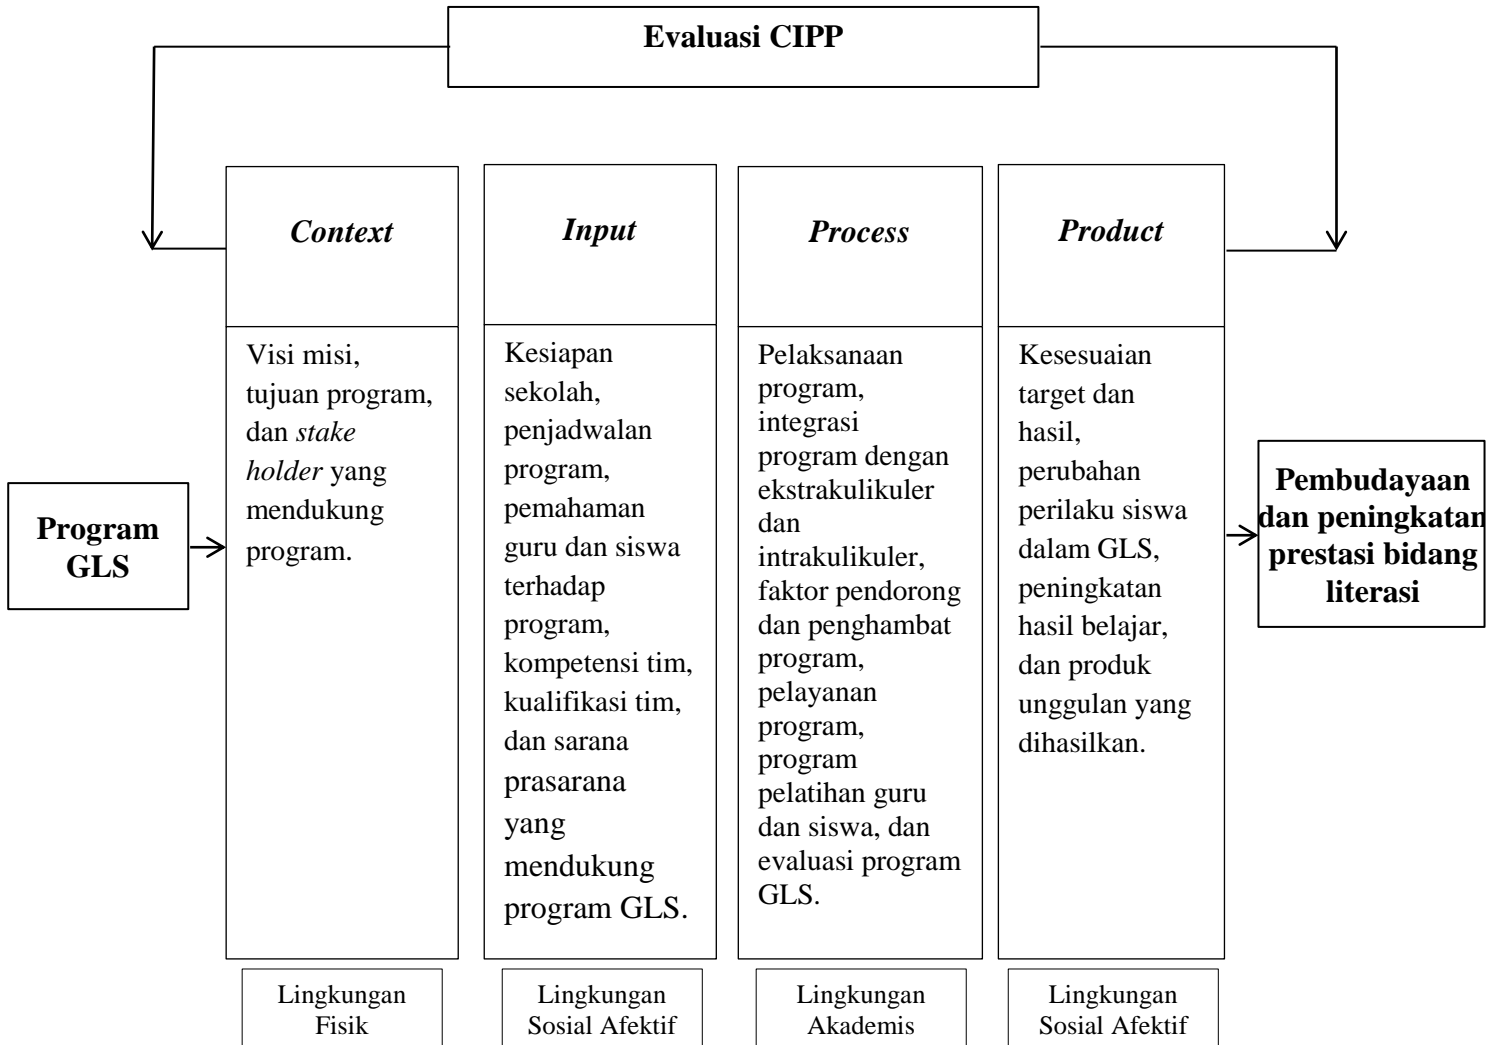 Evaluasi CIPP
Program
GLS
Context
Visi misi,
tujuan program,
dan stake
holder yang
mendukung
program.
Lingkungan
Fisik
Input
Kesiapan
sekolah,
penjadwalan
program,
pemahaman
guru dan siswa
terhadap
program,
kompetensi tim,
kualifikasi tim,
dan sarana
prasarana
yang
mendukung
program GLS.
Lingkungan
Sosial Afektif
Process
Pelaksanaan
program,
integrasi
program dengan
ekstrakulikuler
dan
intrakulikuler,
faktor pendorong
dan penghambat
program,
pelayanan
program,
program
pelatihan guru
dan siswa, dan
evaluasi program
GLS.
Lingkungan
Akademis
Product
Kesesuaian
target dan
hasil,
perubahan
perilaku siswa
dalam GLS,
peningkatan
hasil belajar,
dan produk
unggulan yang
dihasilkan.
Lingkungan
Sosial Afektif
Pembudayaan
dan peningkatan
prestasi bidang
literasi